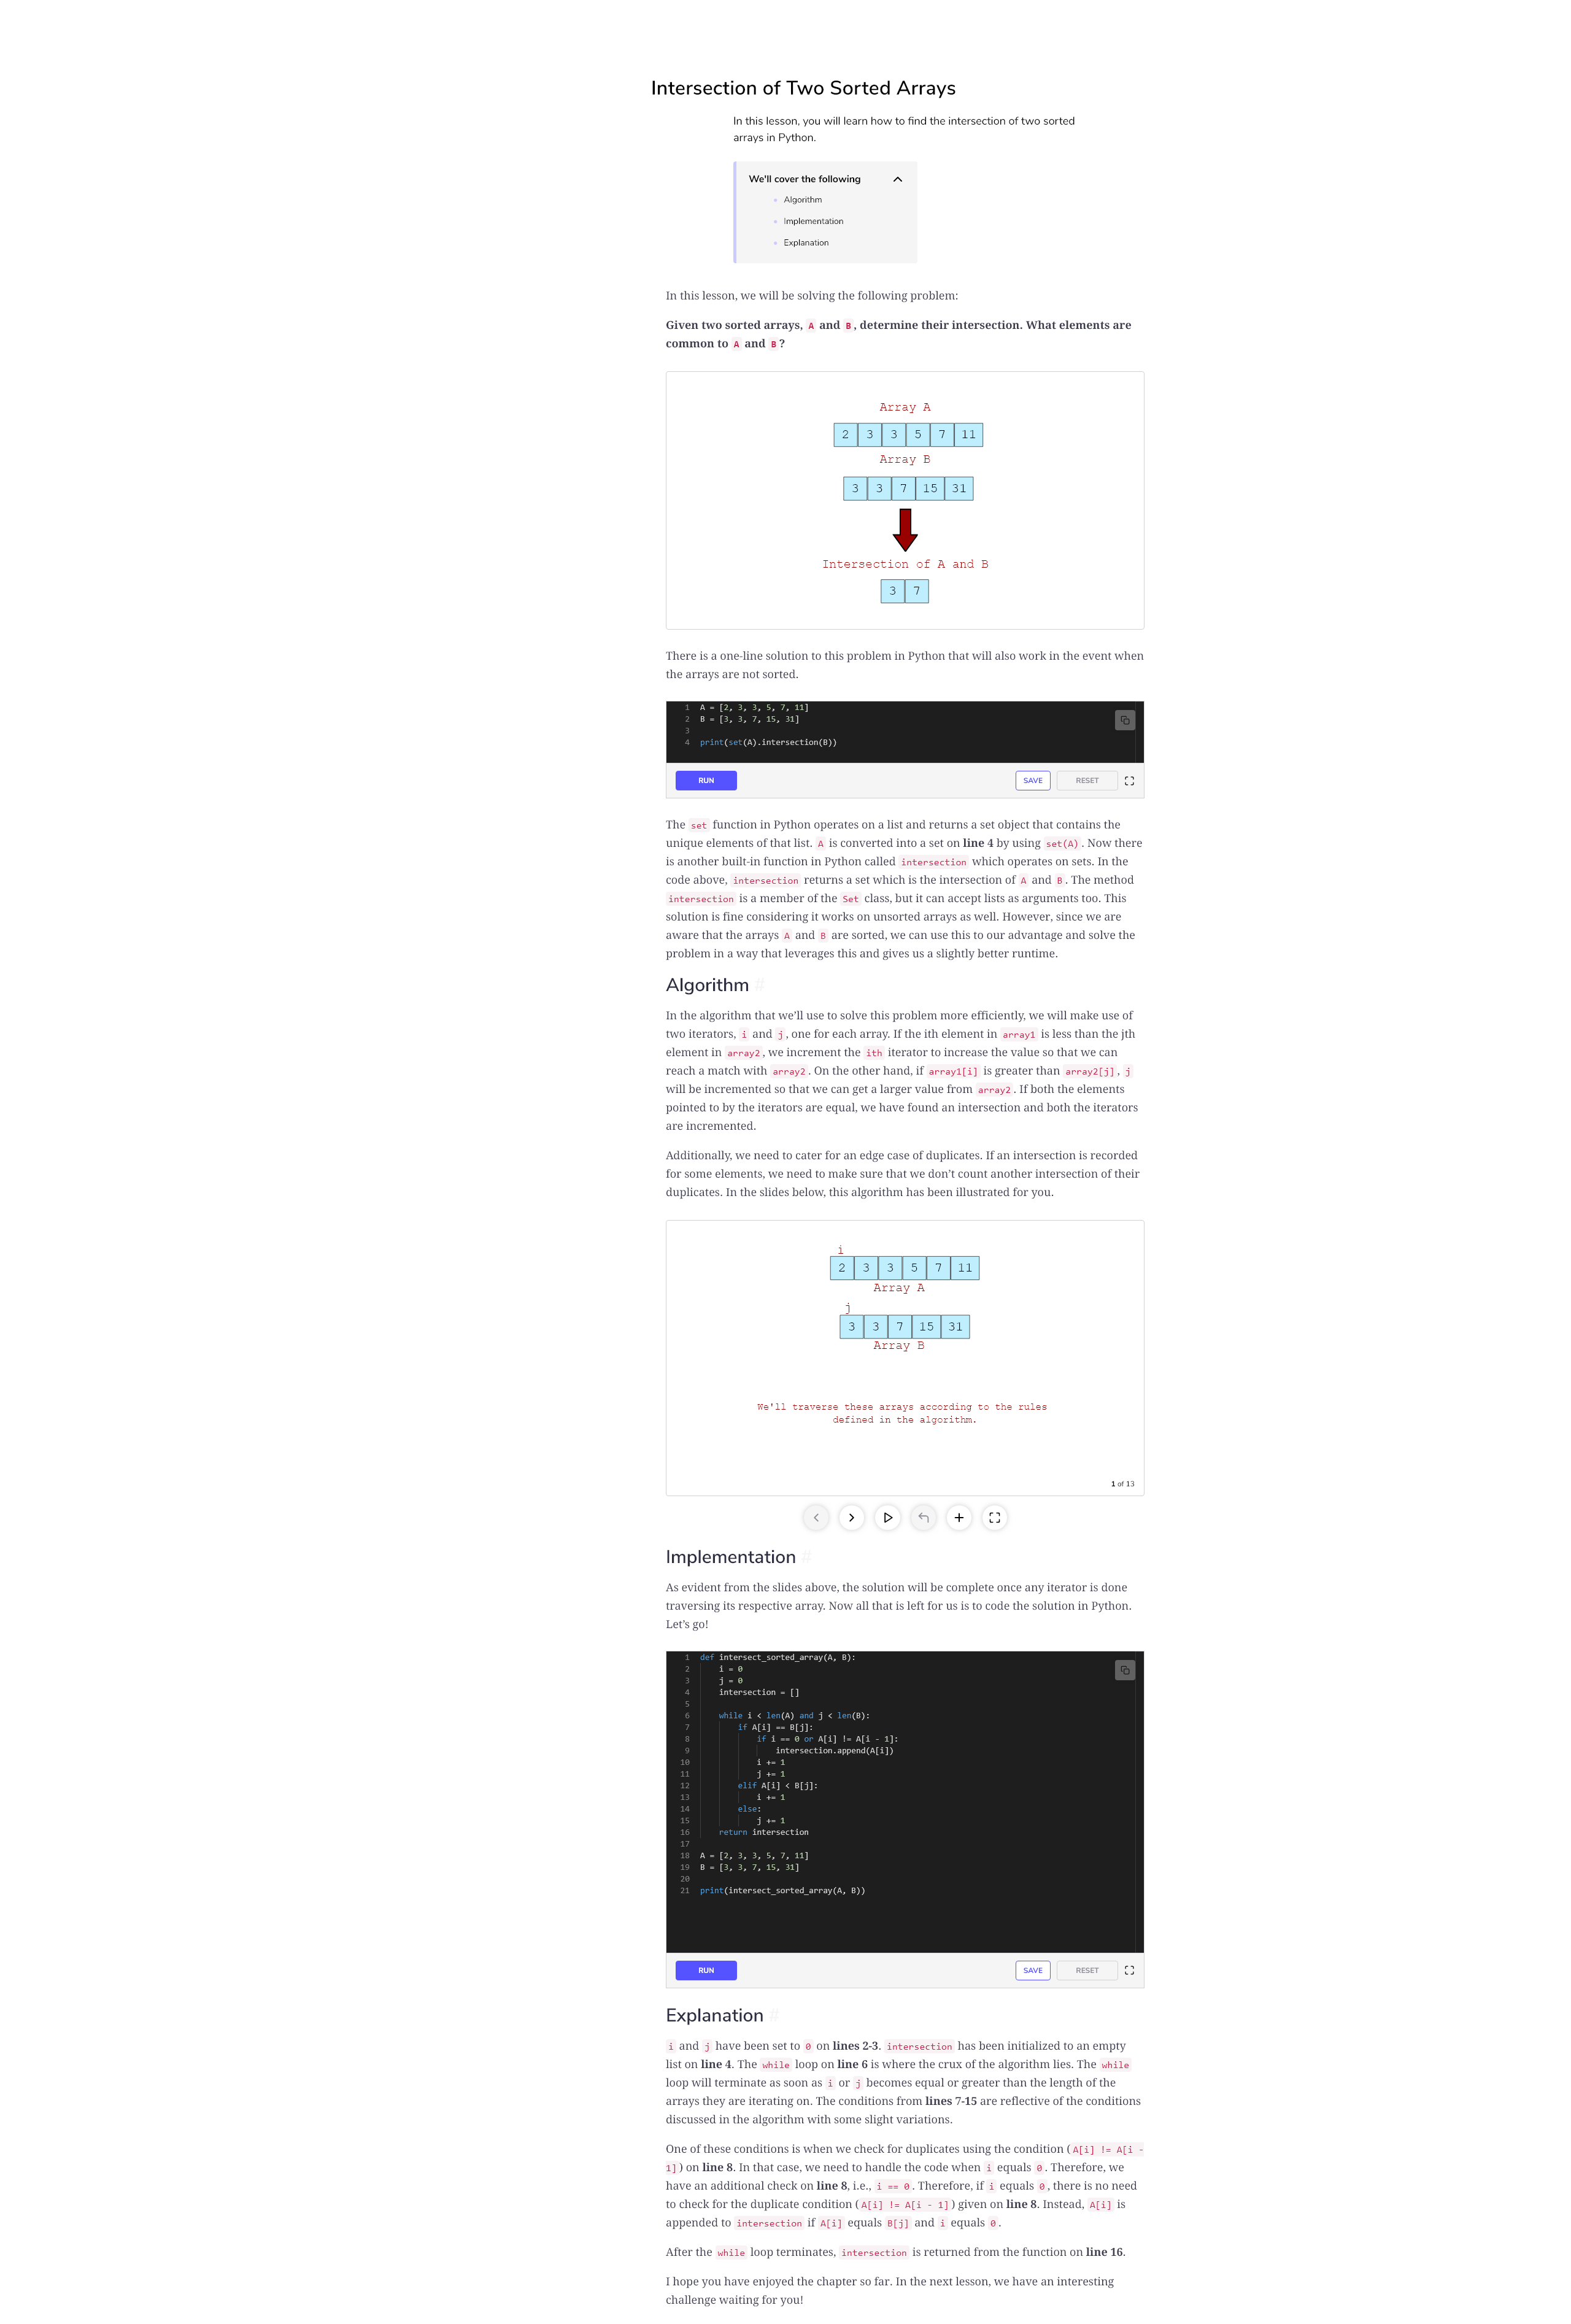 Intersection of Two Sorted Arrays
In this lesson, you will learn how to find the intersection of two sorted
arrays in Python.
We'll cover the following
Algorithm
Implementation
Explanation
In this lesson, we will be solving the following problem:
Given two sorted arrays, A and B, determine their intersection. What elements are
common to A and B?
Array A
2 3 3 5 7 11
Array B
3 3 7 15 31
Intersection of A and B
3 7
There is a one-line solution to this problem in Python that will also work in the event when
the arrays are not sorted.
1 A = [2, 3, 3, 5, 7, 11]
2 B = [3, 3, 7, 15, 31]
3
4 print(set(A).intersection(B))
RUN SAVE RESET
The set function in Python operates on a list and returns a set object that contains the
unique elements of that list. A is converted into a set on line 4 by using set(A). Now there
is another built-in function in Python called intersection which operates on sets. In the
code above, intersection returns a set which is the intersection of A and B. The method
intersection is a member of the Set class, but it can accept lists as arguments too. This
solution is fine considering it works on unsorted arrays as well. However, since we are
aware that the arrays A and B are sorted, we can use this to our advantage and solve the
problem in a way that leverages this and gives us a slightly better runtime.
Algorithm #
In the algorithm that we’ll use to solve this problem more efficiently, we will make use of
two iterators, i and j, one for each array. If the ith element in array1 is less than the jth
element in array2, we increment the ith iterator to increase the value so that we can
reach a match with array2. On the other hand, if array1[i] is greater than array2[j], j
will be incremented so that we can get a larger value from array2. If both the elements
pointed to by the iterators are equal, we have found an intersection and both the iterators
are incremented.
Additionally, we need to cater for an edge case of duplicates. If an intersection is recorded
for some elements, we need to make sure that we don’t count another intersection of their
duplicates. In the slides below, this algorithm has been illustrated for you.
i
2 3 3 5 7 11
Array A
j
3 3 7 15 31
Array B
We'll traverse these arrays according to the rules
defined in the algorithm.
1 of 13
Implementation #
As evident from the slides above, the solution will be complete once any iterator is done
traversing its respective array. Now all that is left for us is to code the solution in Python.
Let’s go!
1 def intersect_sorted_array(A, B):
2 i = 0
3 j = 0
4 intersection = []
5
6 while i < len(A) and j < len(B):
7 if A[i] == B[j]:
8 if i == 0 or A[i] != A[i - 1]:
9 intersection.append(A[i])
10 i += 1
11 j += 1
12 elif A[i] < B[j]:
13 i += 1
14 else:
15 j += 1
16 return intersection
17
18 A = [2, 3, 3, 5, 7, 11]
19 B = [3, 3, 7, 15, 31]
20
21 print(intersect_sorted_array(A, B))
RUN SAVE RESET
Explanation #
i and j have been set to 0 on lines 2-3. intersection has been initialized to an empty
list on line 4. The while loop on line 6 is where the crux of the algorithm lies. The while
loop will terminate as soon as i or j becomes equal or greater than the length of the
arrays they are iterating on. The conditions from lines 7-15 are reflective of the conditions
discussed in the algorithm with some slight variations.
One of these conditions is when we check for duplicates using the condition (A[i] != A[i -
1]) on line 8. In that case, we need to handle the code when i equals 0. Therefore, we
have an additional check on line 8, i.e., i == 0. Therefore, if i equals 0, there is no need
to check for the duplicate condition (A[i] != A[i - 1]) given on line 8. Instead, A[i] is
appended to intersection if A[i] equals B[j] and i equals 0.
After the while loop terminates, intersection is returned from the function on line 16.
I hope you have enjoyed the chapter so far. In the next lesson, we have an interesting
challenge waiting for you!